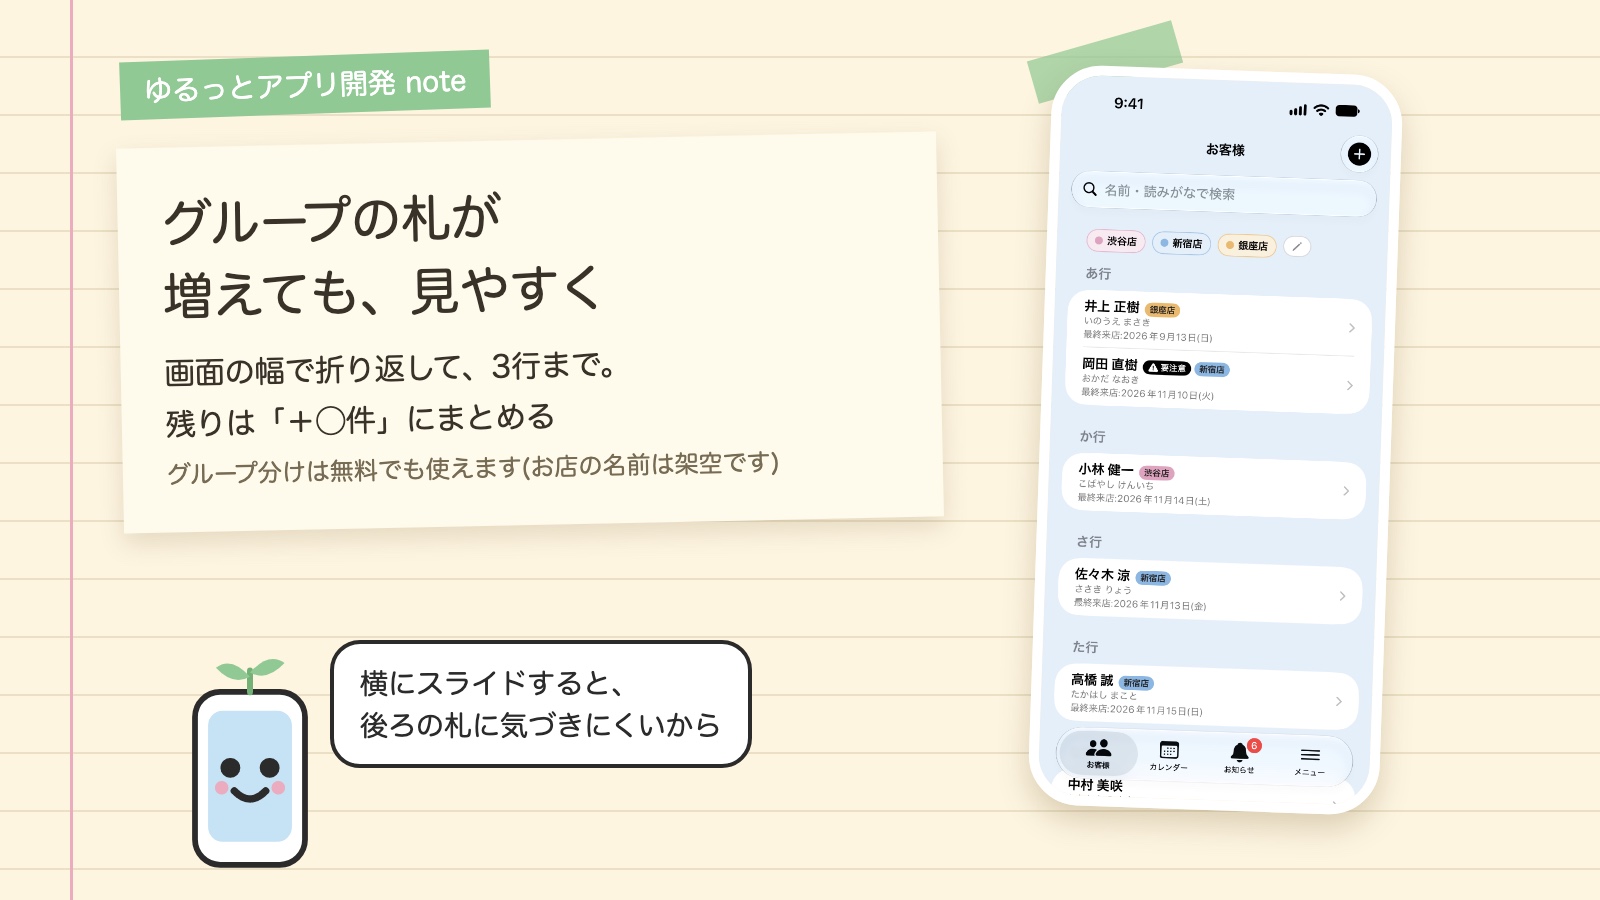 ゆるっとアプリ開発 note
グループの札が
増えても、見やすく
画面の幅で折り返して、3行まで。
残りは「+◯件」にまとめる
グループ分けは無料でも使えます(お店の名前は架空です)
横にスライドすると、
後ろの札に気づきにくいから
9:41
お客様
名前・読みがなで検索
渋谷店 新宿店 銀座店
あ行
井上 正樹 銀座店
いのうえ まさき
最終来店:2026年9月13日(日)
岡田 直樹 要注意 新宿店
おかだ なおき
最終来店:2026年11月10日(火)
か行
小林 健一 渋谷店
こばやし けんいち
最終来店:2026年11月14日(土)
さ行
佐々木 涼 新宿店
ささき りょう
最終来店:2026年11月13日(金)
た行
高橋 誠 新宿店
たかはし まこと
最終来店:2026年11月15日(日)
6
お客様 カレンダー お知らせ メニュー
中村 美咲